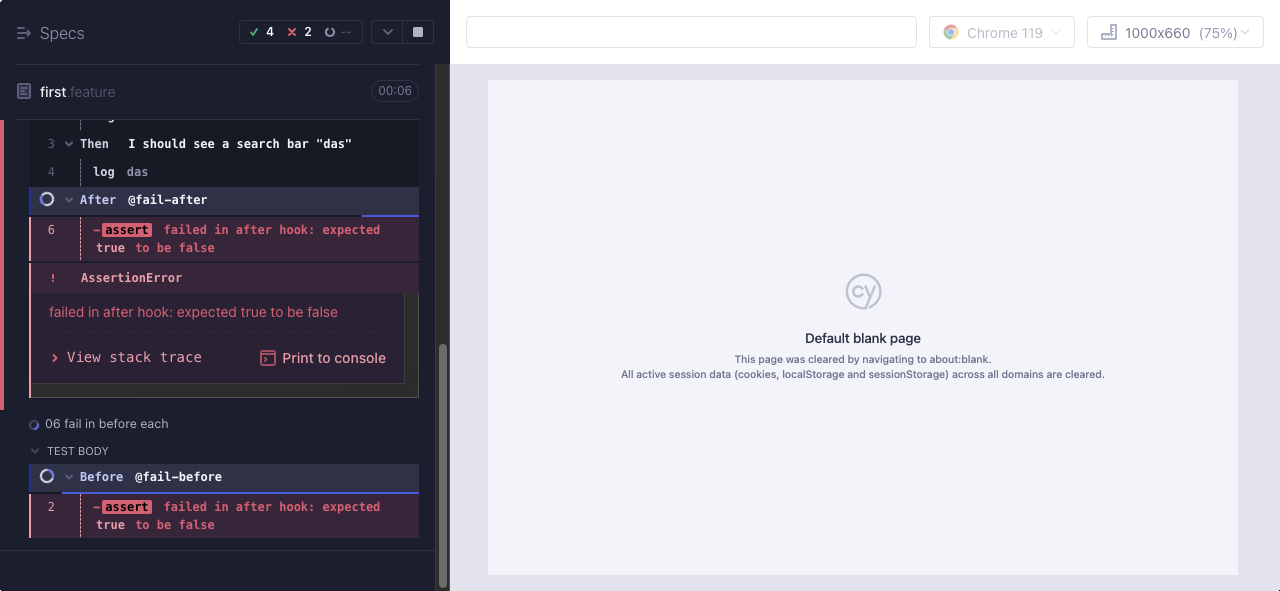 Specs
4 2 --
first.feature 00:06
3 Then I should see a search bar "das"
4 log das
After @fail-after
6 -assert failed in after hook: expected
true to be false
! AssertionError
failed in after hook: expected true to be false
View stack trace Print to console
06 fail in before each
TEST BODY
Before @fail-before
2 -assert failed in after hook: expected
true to be false
Chrome 119 1000x660 (75%)
cy
Default blank page
This page was cleared by navigating to about:blank.
All active session data (cookies, localStorage and sessionStorage) across all domains are cleared.